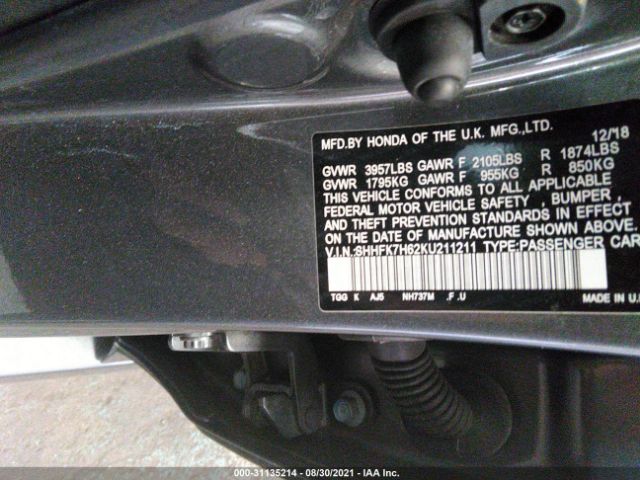 MFD.BY HONDA OF THE U.K. MFG.,LTD. 12/18
GVWR 3957LBS GAWR F 2105LBS R 1874LBS
GVWR 1795KG GAWR F 955KG R 850KG
THIS VEHICLE CONFORMS TO ALL APPLICABLE
FEDERAL MOTOR VEHICLE SAFETY , BUMPER ,
AND THEFT PREVENTION STANDARDS IN EFFECT
ON THE DATE OF MANUFACTURE SHOWN ABOVE.
V.I.N.:SHHFK7H62KU211211 TYPE:PASSENGER CAR
TGG K AJ5 NH737M .F .U MADE IN U.
000-31135214 - 08/30/2021 - IAA Inc.